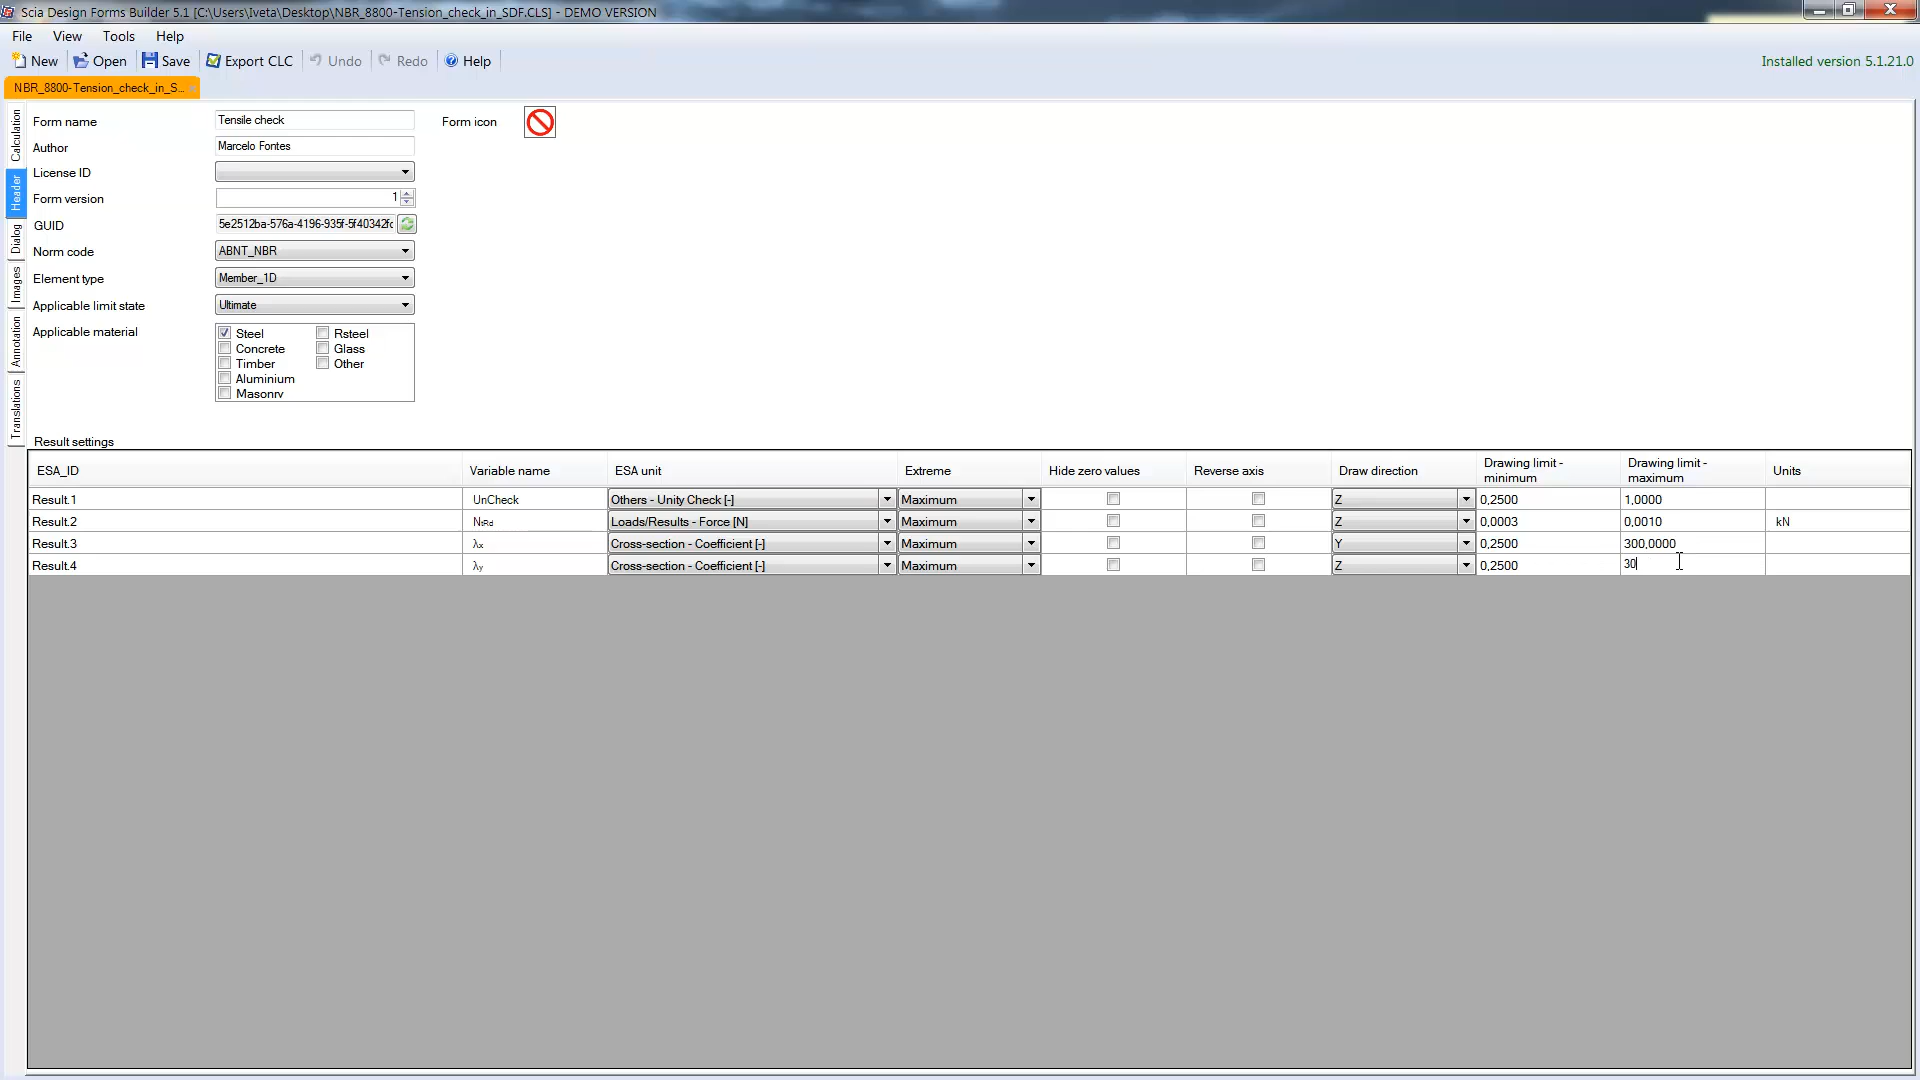 Scia Design Forms Builder 5.1 [C:\Users\Iveta\Desktop\NBR_8800-Tension_check_in_SDF.CLS] - DEMO VERSION
File View Tools Help
New Open Save Export CLC Undo Redo Help Installed version 5.1.21.0
NBR_8800-Tension_check_in_S...
Calculation
Header
Dialog
Images
Annotation
Translations
Form name Tensile check Form icon
Author Marcelo Fontes
License ID
Form version 1
GUID 5e2512ba-576a-4196-935f-5f40342f
Norm code ABNT_NBR
Element type Member_1D
Applicable limit state Ultimate
Applicable material Steel Rsteel
Concrete Glass
Timber Other
Aluminium
Masonry
Result settings
ESA_ID Variable name ESA unit Extreme Hide zero values Reverse axis Draw direction Drawing limit - minimum Drawing limit - maximum Units
Result.1 UnCheck Others - Unity Check [-] Maximum Z 0,2500 1,0000
Result.2 NtRd Loads/Results - Force [N] Maximum Z 0,0003 0,0010 kN
Result.3 λx Cross-section - Coefficient [-] Maximum Y 0,2500 300,0000
Result.4 λy Cross-section - Coefficient [-] Maximum Z 0,2500 30